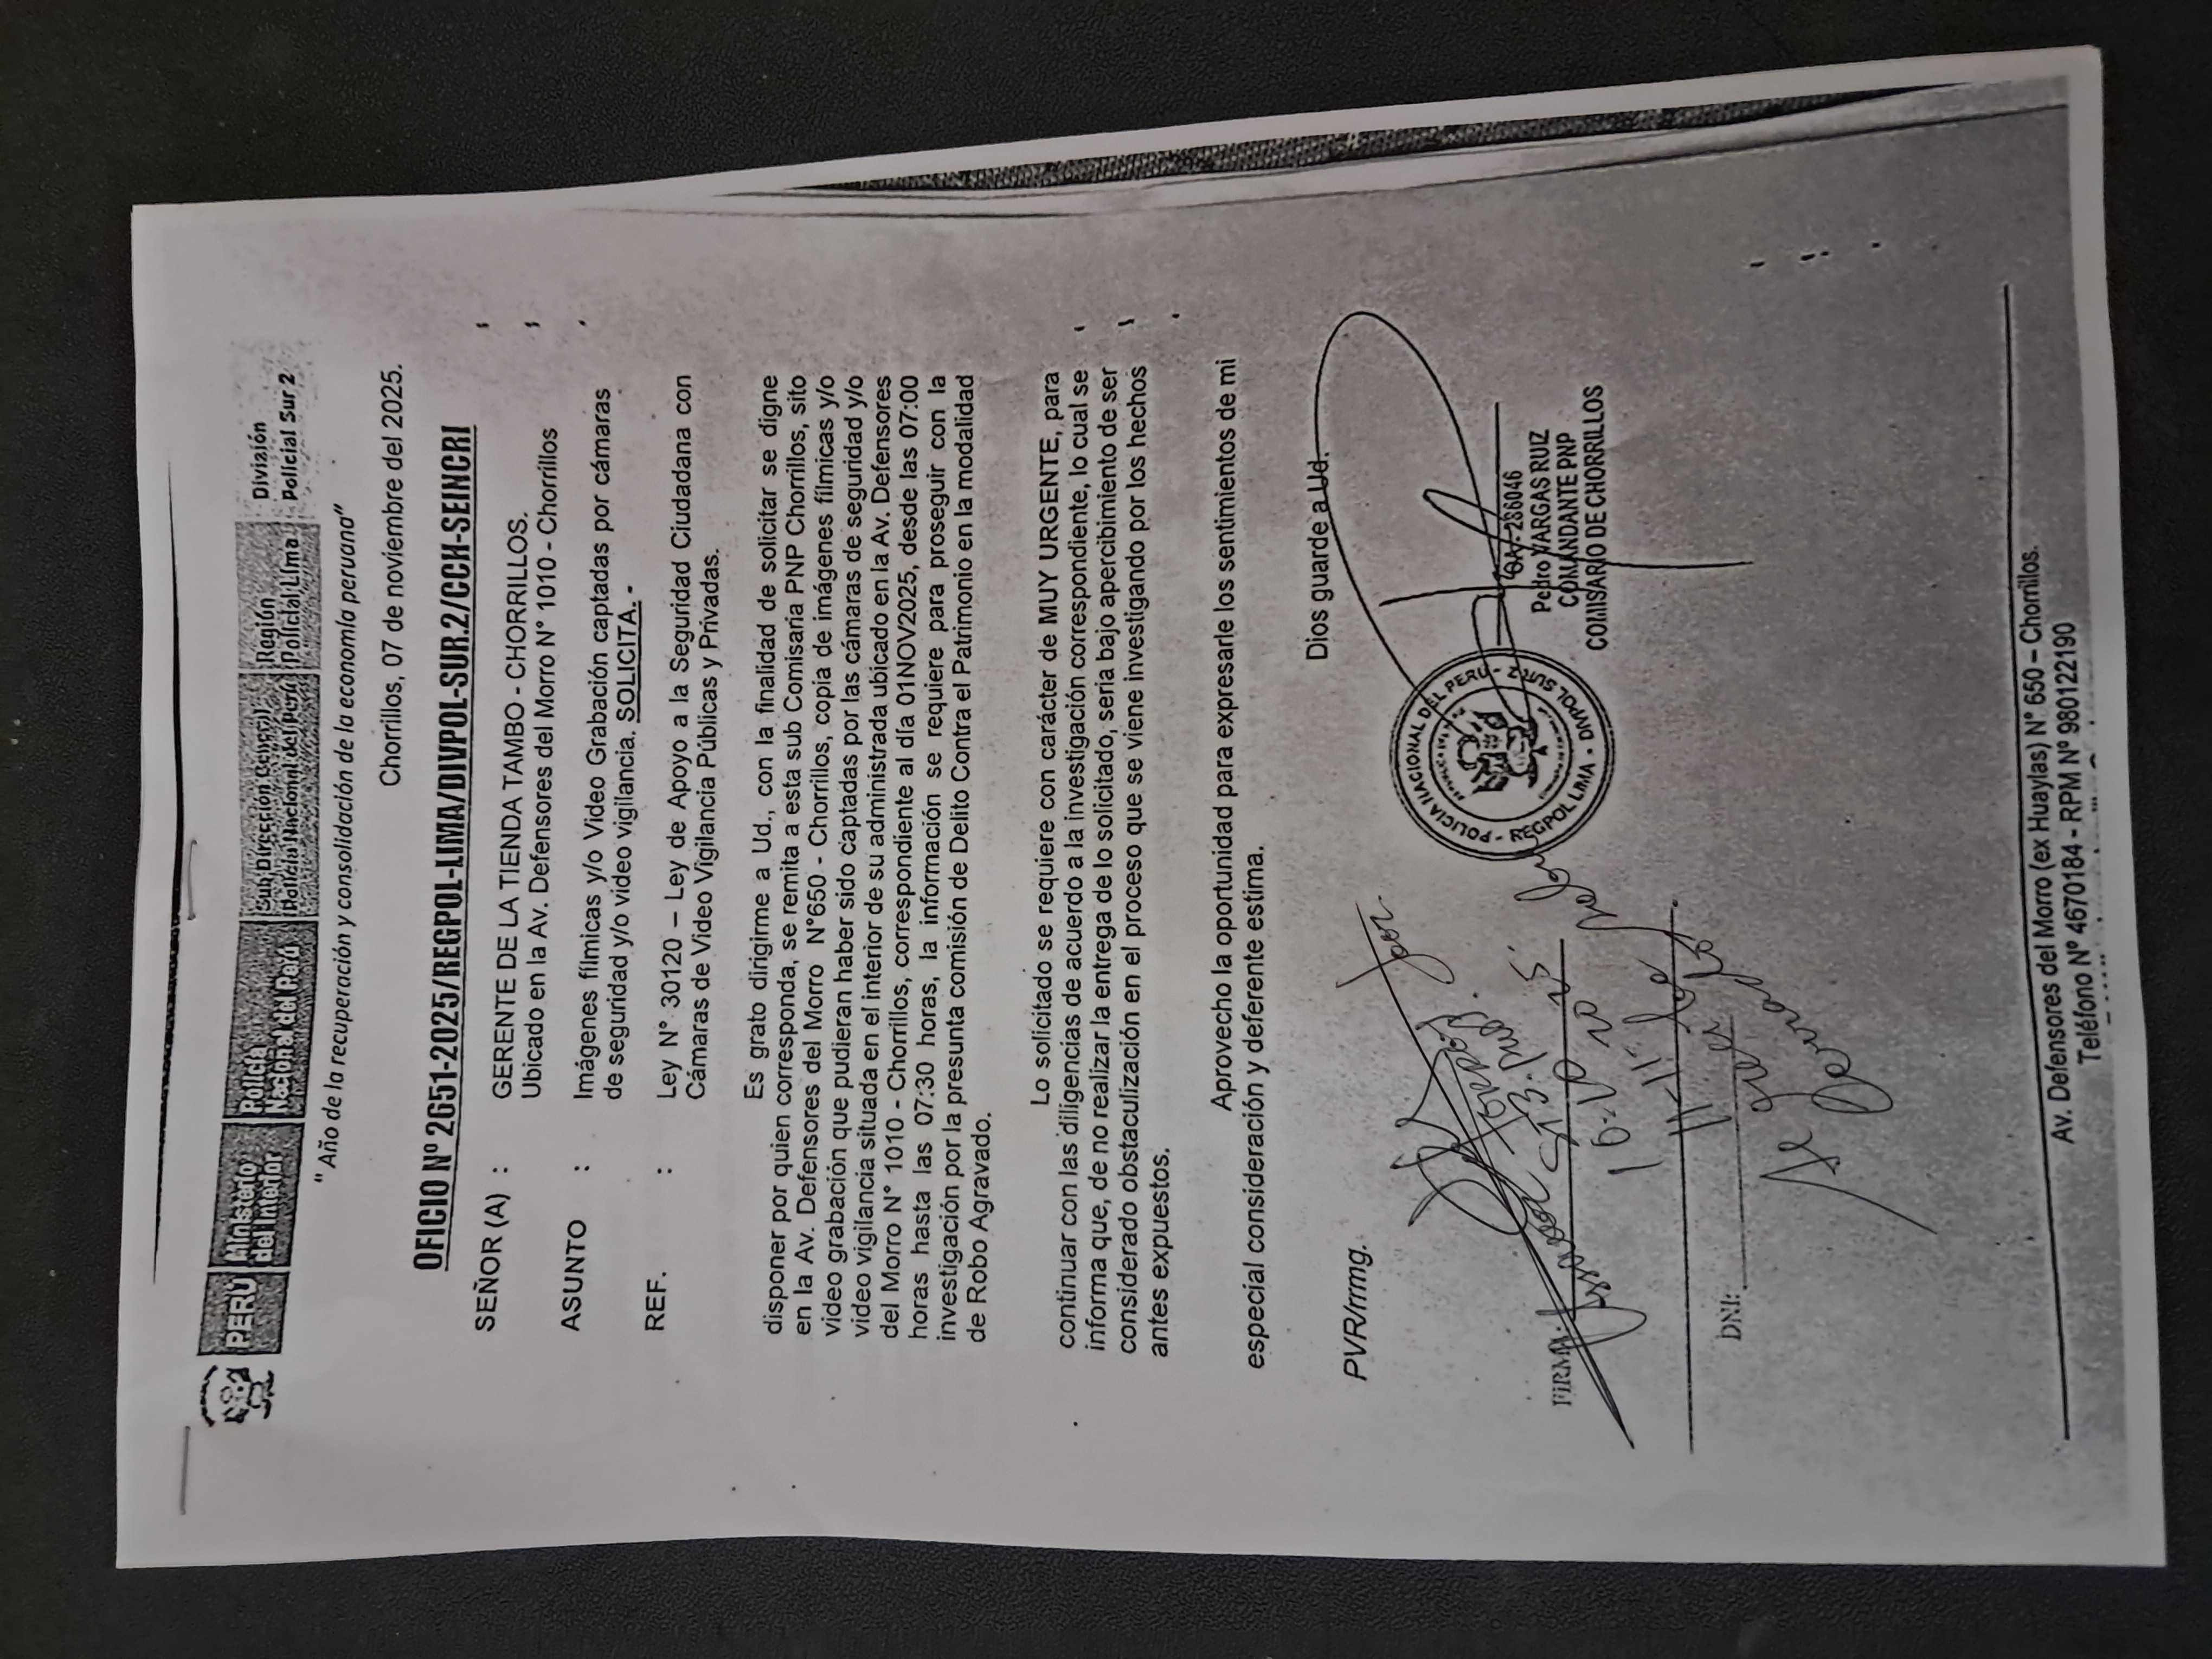 PERÚ Ministerio del Interior
Policía Nacional del Perú
Sub Dirección General
Policía Nacional del Perú
Región
Policial Lima
División
Policial Sur 2
"Año de la recuperación y consolidación de la economía peruana"
Chorrillos, 07 de noviembre del 2025.
OFICIO N° 2651-2025/REGPOL-LIMA/DIVPOL-SUR.2/CCH-SEINCRI
SEÑOR (A) : GERENTE DE LA TIENDA TAMBO - CHORRILLOS.
Ubicado en la Av. Defensores del Morro N° 1010 - Chorrillos
ASUNTO : Imágenes fílmicas y/o Video Grabación captadas por cámaras
de seguridad y/o video vigilancia. SOLICITA. -
REF. : Ley N° 30120 – Ley de Apoyo a la Seguridad Ciudadana con
Cámaras de Video Vigilancia Públicas y Privadas.
Es grato dirigirme a Ud., con la finalidad de solicitar se digne
disponer por quien corresponda, se remita a esta sub Comisaria PNP Chorrillos, sito
en la Av. Defensores del Morro N°650 - Chorrillos, copia de imágenes fílmicas y/o
video grabación que pudieran haber sido captadas por las cámaras de seguridad y/o
video vigilancia situada en el interior de su administrada ubicado en la Av. Defensores
del Morro N° 1010 - Chorrillos, correspondiente al día 01NOV2025, desde las 07:00
horas hasta las 07:30 horas, la información se requiere para proseguir con la
investigación por la presunta comisión de Delito Contra el Patrimonio en la modalidad
de Robo Agravado.
Lo solicitado se requiere con carácter de MUY URGENTE, para
continuar con las diligencias de acuerdo a la investigación correspondiente, lo cual se
informa que, de no realizar la entrega de lo solicitado, seria bajo apercibimiento de ser
considerado obstaculización en el proceso que se viene investigando por los hechos
antes expuestos.
Aprovecho la oportunidad para expresarle los sentimientos de mi
especial consideración y deferente estima.
Dios guarde a Ud.
PVR/rmg.
POLICIA NACIONAL DEL PERU - DIVPOL SUR 2
REGPOL LIMA
OA-286046
Pedro VARGAS RUIZ
COMANDANTE PNP
COMISARIO DE CHORRILLOS
FIRMA:
DNI:
Av. Defensores del Morro (ex Huaylas) N° 650 – Chorrillos.
Teléfono N° 4670184 - RPM N° 980122190